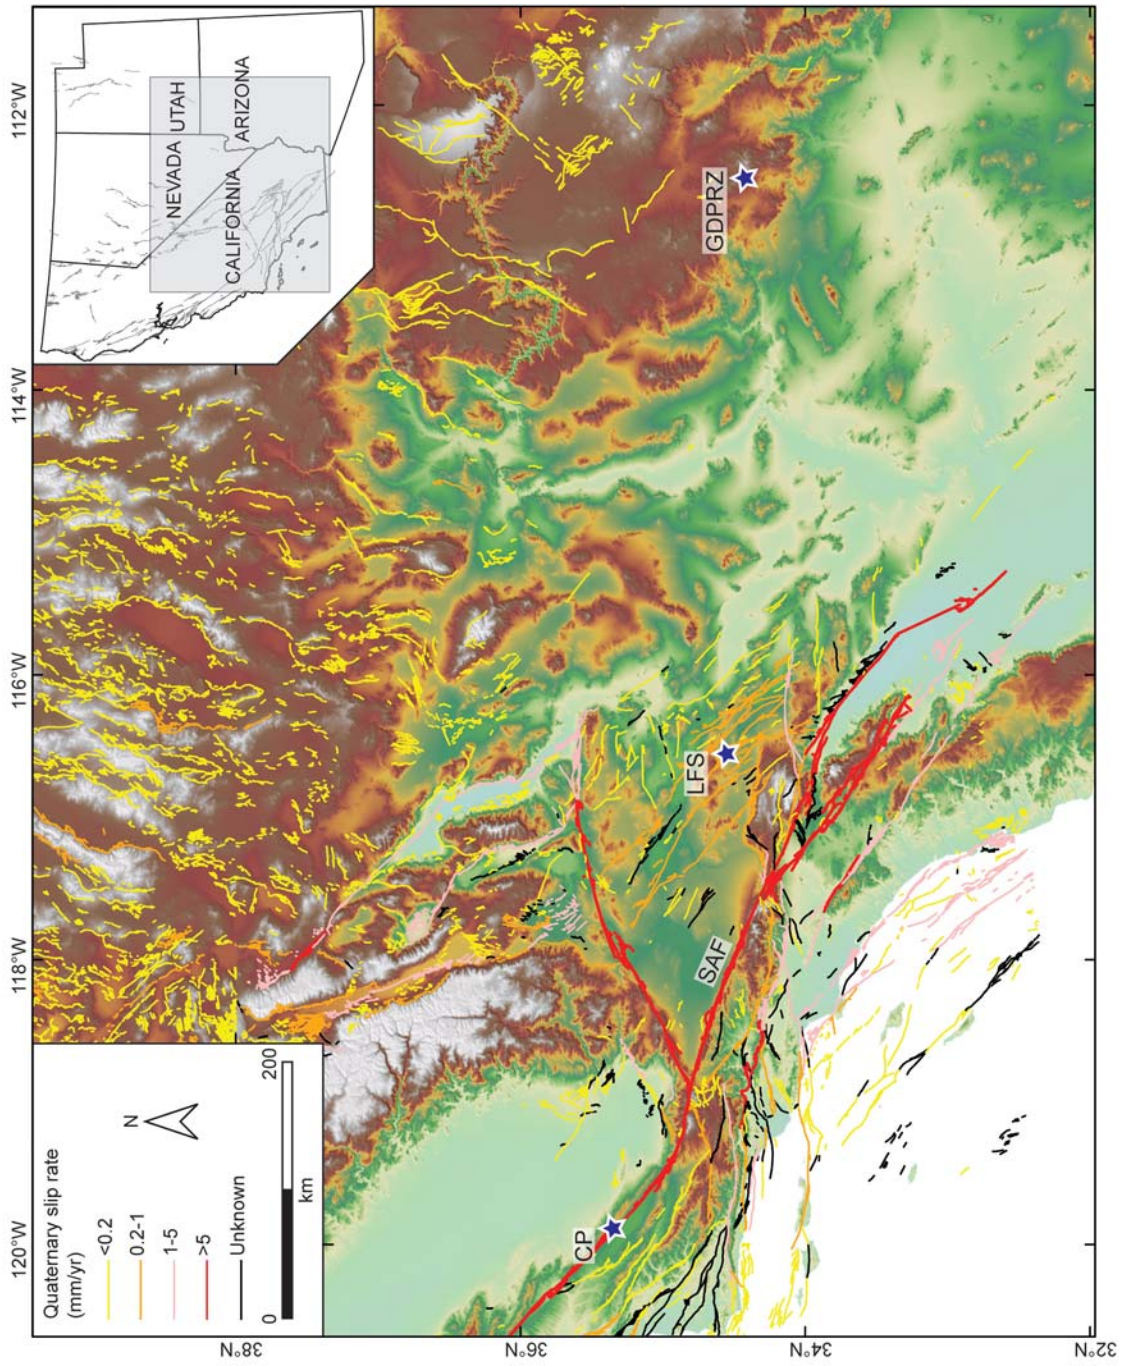 Quaternary slip rate
(mm/yr)
<0.2
0.2-1
1-5
>5
Unknown
N
0
200
km
120°W
118°W
116°W
114°W
112°W
38°N
36°N
34°N
32°N
NEVADA
UTAH
CALIFORNIA
ARIZONA
CP
SAF
LFS
GDPRZ